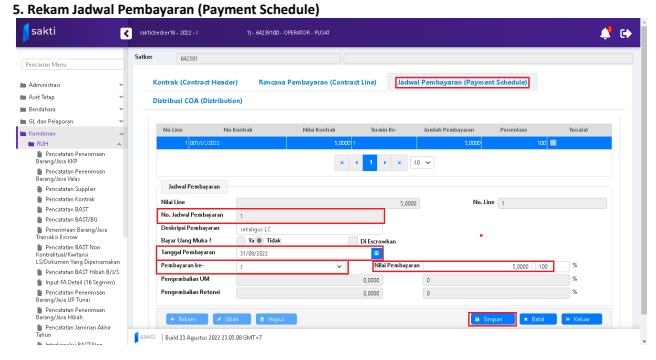 5. Rekam Jadwal Pembayaran (Payment Schedule)
sakti
saktichecker18 - 2022 - I
1) - 64238100 - OPERATOR - PUSAT
Pencarian Menu
Administrasi
Aset Tetap
Bendahara
GL dan Pelaporan
Komitmen
RUH
Pencatatan Penerimaan
Barang/Jasa KKP
Pencatatan Penerimaan
Barang/Jasa Valas
Pencatatan Supplier
Pencatatan Kontrak
Pencatatan BAST
Pencatatan BAST/BG
Penerimaan Barang/Jasa
Transaksi Escrow
Pencatatan BAST Non
Kontraktual/Kwitansi
LS/Dokumen Yang Dipersamakan
Pencatatan BAST Hibah B/J/S
Input FA Detail (16 Segmen)
Pencatatan Penerimaan
Barang/Jasa UP Tunai
Pencatatan Penerimaan
Barang/Jasa Hibah
Pencatatan Jaminan Akhir
Tahun
Satker
642381
Kontrak (Contract Header)
Rencana Pembayaran (Contract Line)
Jadwal Pembayaran (Payment Schedule)
Distribusi COA (Distribution)
No Line
No Kontrak
Nilai Kontrak
Termin Ke-
Jumlah Pembayaran
Persentase
Tercatat
1
001/LC/2022
5,0000
1
5,0000
100
1
10
Jadwal Pembayaran
Nilai Line
5,0000
No. Line
1
No. Jadwal Pembayaran
1
Deskripsi Pembayaran
sekaligus LC
Bayar Uang Muka ?
Ya
Tidak
Di Escrowkan
Tanggal Pembayaran
31/08/2022
Pembayaran ke-
1
Nilai Pembayaran
5,0000
100
%
Pengembalian UM
0,0000
0
%
Pengembalian Retensi
0,0000
0
%
+ Rekam
Ubah
Hapus
Simpan
× Batal
Keluar
sakti
Build 23 Agustus 2022 23.03.08 GMT+7